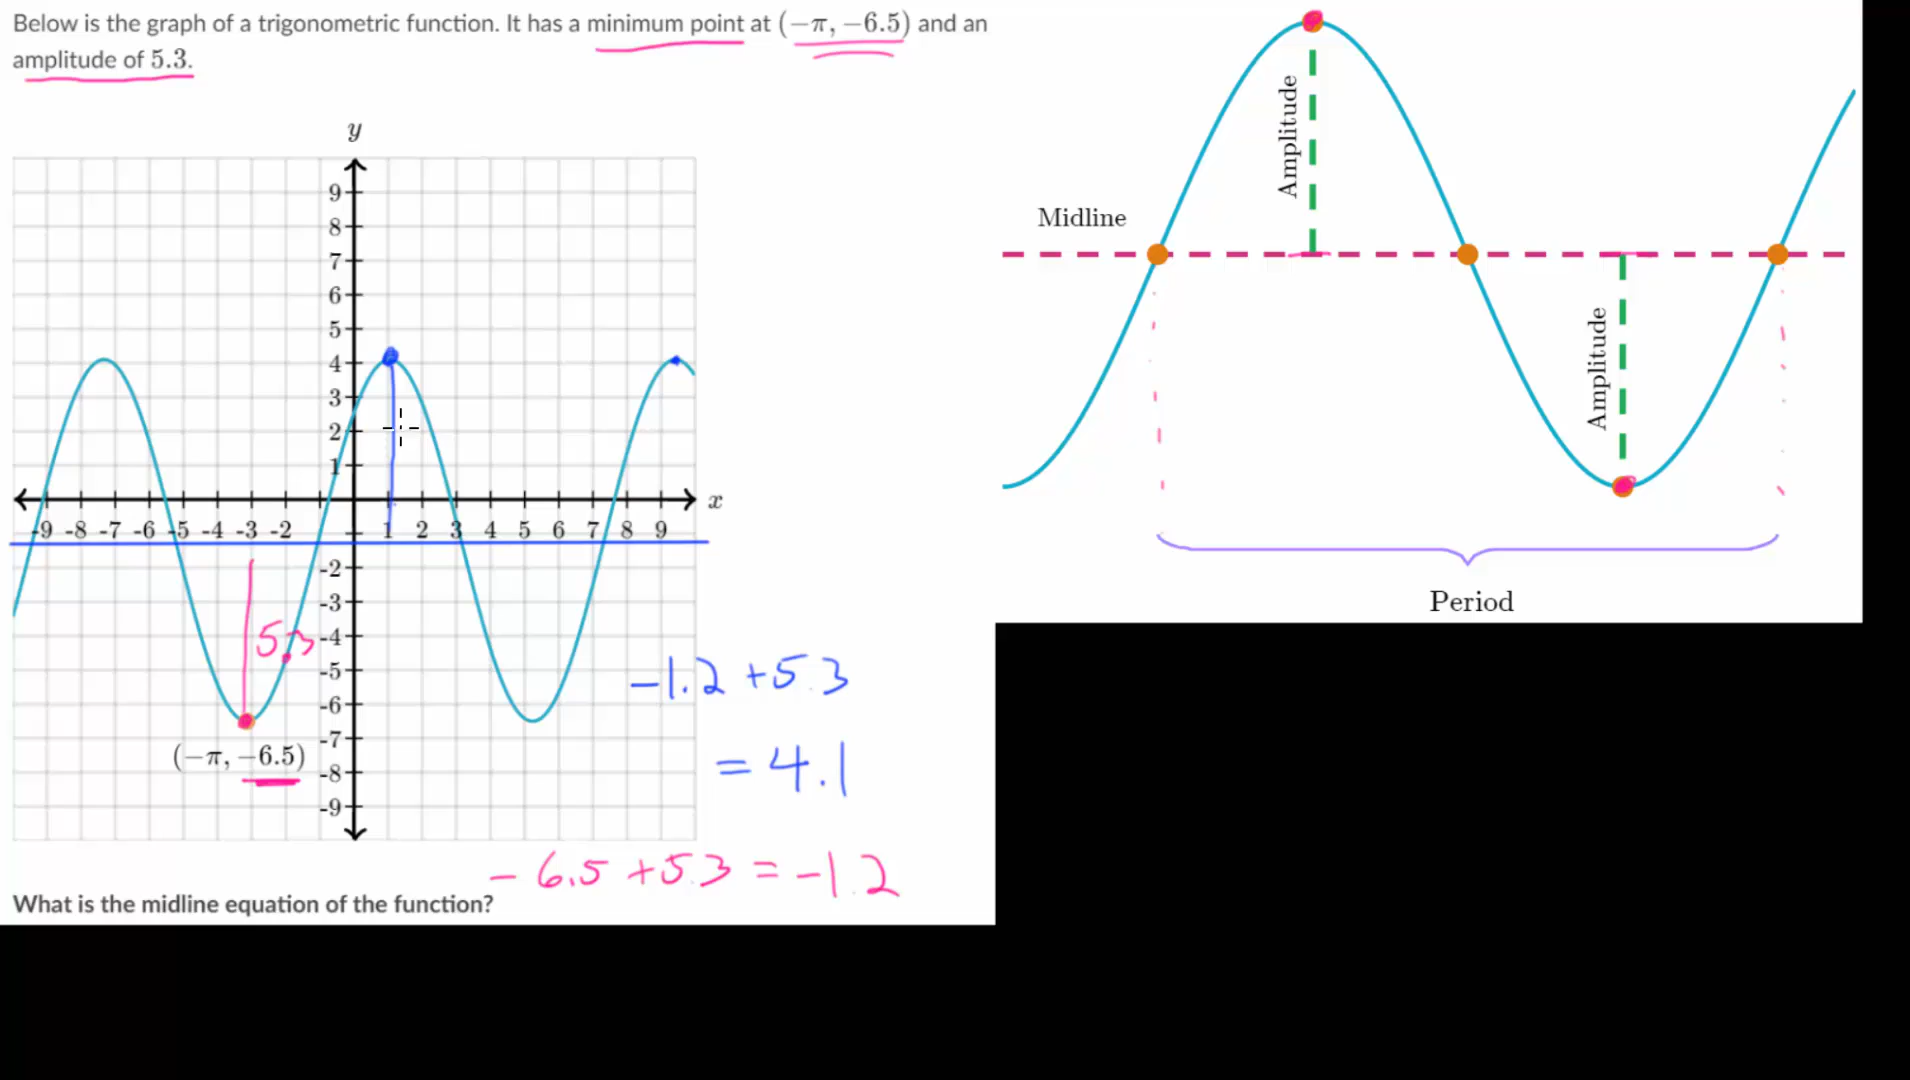 Below is the graph of a trigonometric function. It has a minimum point at (−π, −6.5) and an
amplitude of 5.3.
y
9
8
7
6
5
4
3
2
1
-9 -8 -7 -6 -5 -4 -3 -2 1 2 3 4 5 6 7 8 9 x
-2
-3
-4
-5
-6
-7
-8
-9
5.3
(−π, −6.5)
-1.2 +5.3
= 4.1
-6.5 +5.3 = -1.2
What is the midline equation of the function?
Amplitude
Midline
Amplitude
Period